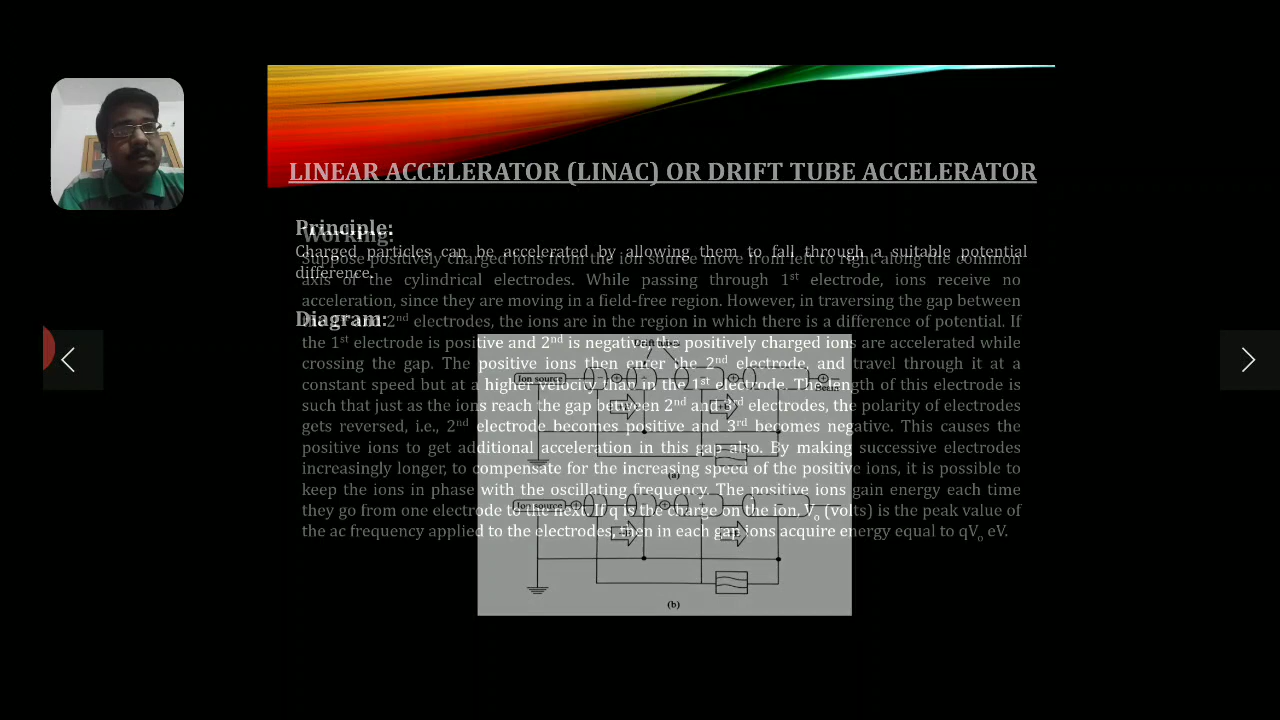 LINEAR ACCELERATOR (LINAC) OR DRIFT TUBE ACCELERATOR
Principle:
Charged particles can be accelerated by allowing them to fall through a suitable potential
difference.
Diagram:
Ion source
Beam
(a)
Ion source
(b)
Working:
Suppose positively charged ions from the ion source move from left to right along the common
axis of the cylindrical electrodes. While passing through 1st electrode, ions receive no
acceleration, since they are moving in a field-free region. However, in traversing the gap between
2nd electrodes, the ions are in the region in which there is a difference of potential. If
the 1st electrode is positive and 2nd is negative, the positively charged ions are accelerated while
crossing the gap. The positive ions then enter the 2nd electrode, and travel through it at a
constant speed but at a higher velocity than in the 1st electrode. The length of this electrode is
such that just as the ions reach the gap between 2nd and 3rd electrodes, the polarity of electrodes
gets reversed, i.e., 2nd electrode becomes positive and 3rd becomes negative. This causes the
positive ions to get additional acceleration in this gap also. By making successive electrodes
increasingly longer, to compensate for the increasing speed of the positive ions, it is possible to
keep the ions in phase with the oscillating frequency. The positive ions gain energy each time
they go from one electrode to the next. If q is the charge on the ion, Vo (volts) is the peak value of
the ac frequency applied to the electrodes, then in each gap ions acquire energy equal to qVo eV.